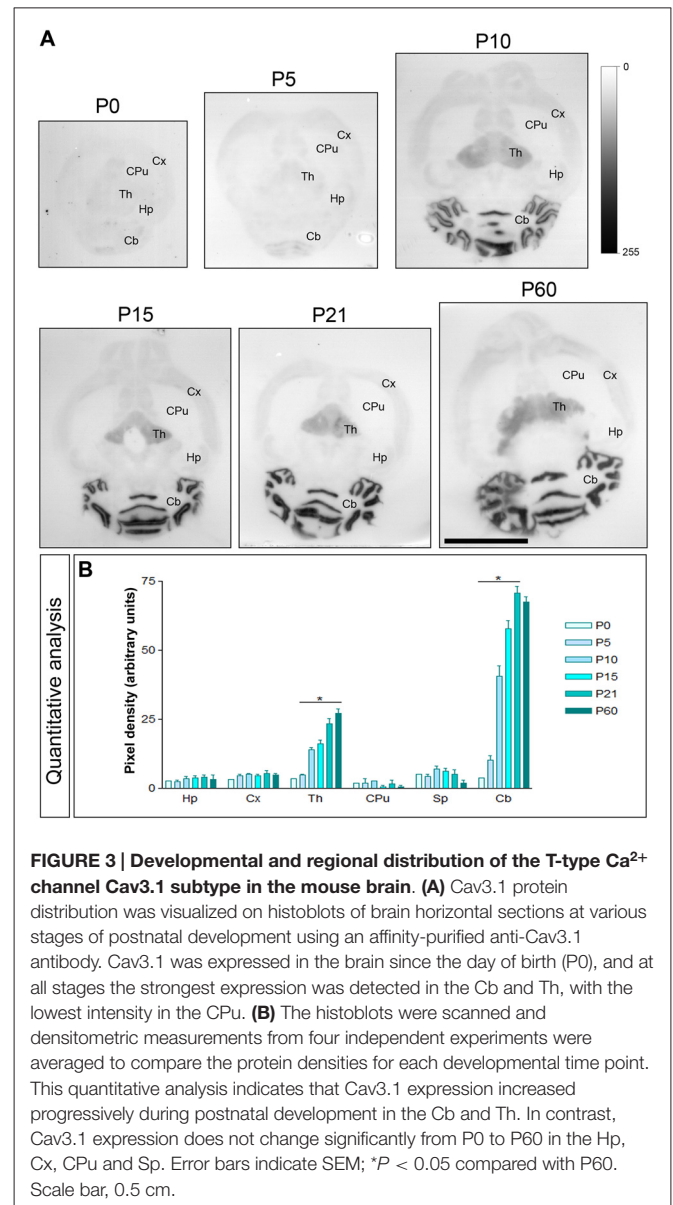 A
P0
Cx
CPu
Th
Hp
Cb
P5
Cx
CPu
Th
Hp
Cb
P10
Cx
CPu
Th
Hp
Cb
0
255
P15
Cx
CPu
Th
Hp
Cb
P21
Cx
CPu
Th
Hp
Cb
P60
CPu Cx
Th
Hp
Cb
Quantitative analysis
B
Pixel density (arbitrary units)
75
50
25
0
*
*
Hp Cx Th CPu Sp Cb
P0
P5
P10
P15
P21
P60
FIGURE 3 | Developmental and regional distribution of the T-type Ca²⁺
channel Cav3.1 subtype in the mouse brain. (A) Cav3.1 protein
distribution was visualized on histoblots of brain horizontal sections at various
stages of postnatal development using an affinity-purified anti-Cav3.1
antibody. Cav3.1 was expressed in the brain since the day of birth (P0), and at
all stages the strongest expression was detected in the Cb and Th, with the
lowest intensity in the CPu. (B) The histoblots were scanned and
densitometric measurements from four independent experiments were
averaged to compare the protein densities for each developmental time point.
This quantitative analysis indicates that Cav3.1 expression increased
progressively during postnatal development in the Cb and Th. In contrast,
Cav3.1 expression does not change significantly from P0 to P60 in the Hp,
Cx, CPu and Sp. Error bars indicate SEM; *P < 0.05 compared with P60.
Scale bar, 0.5 cm.